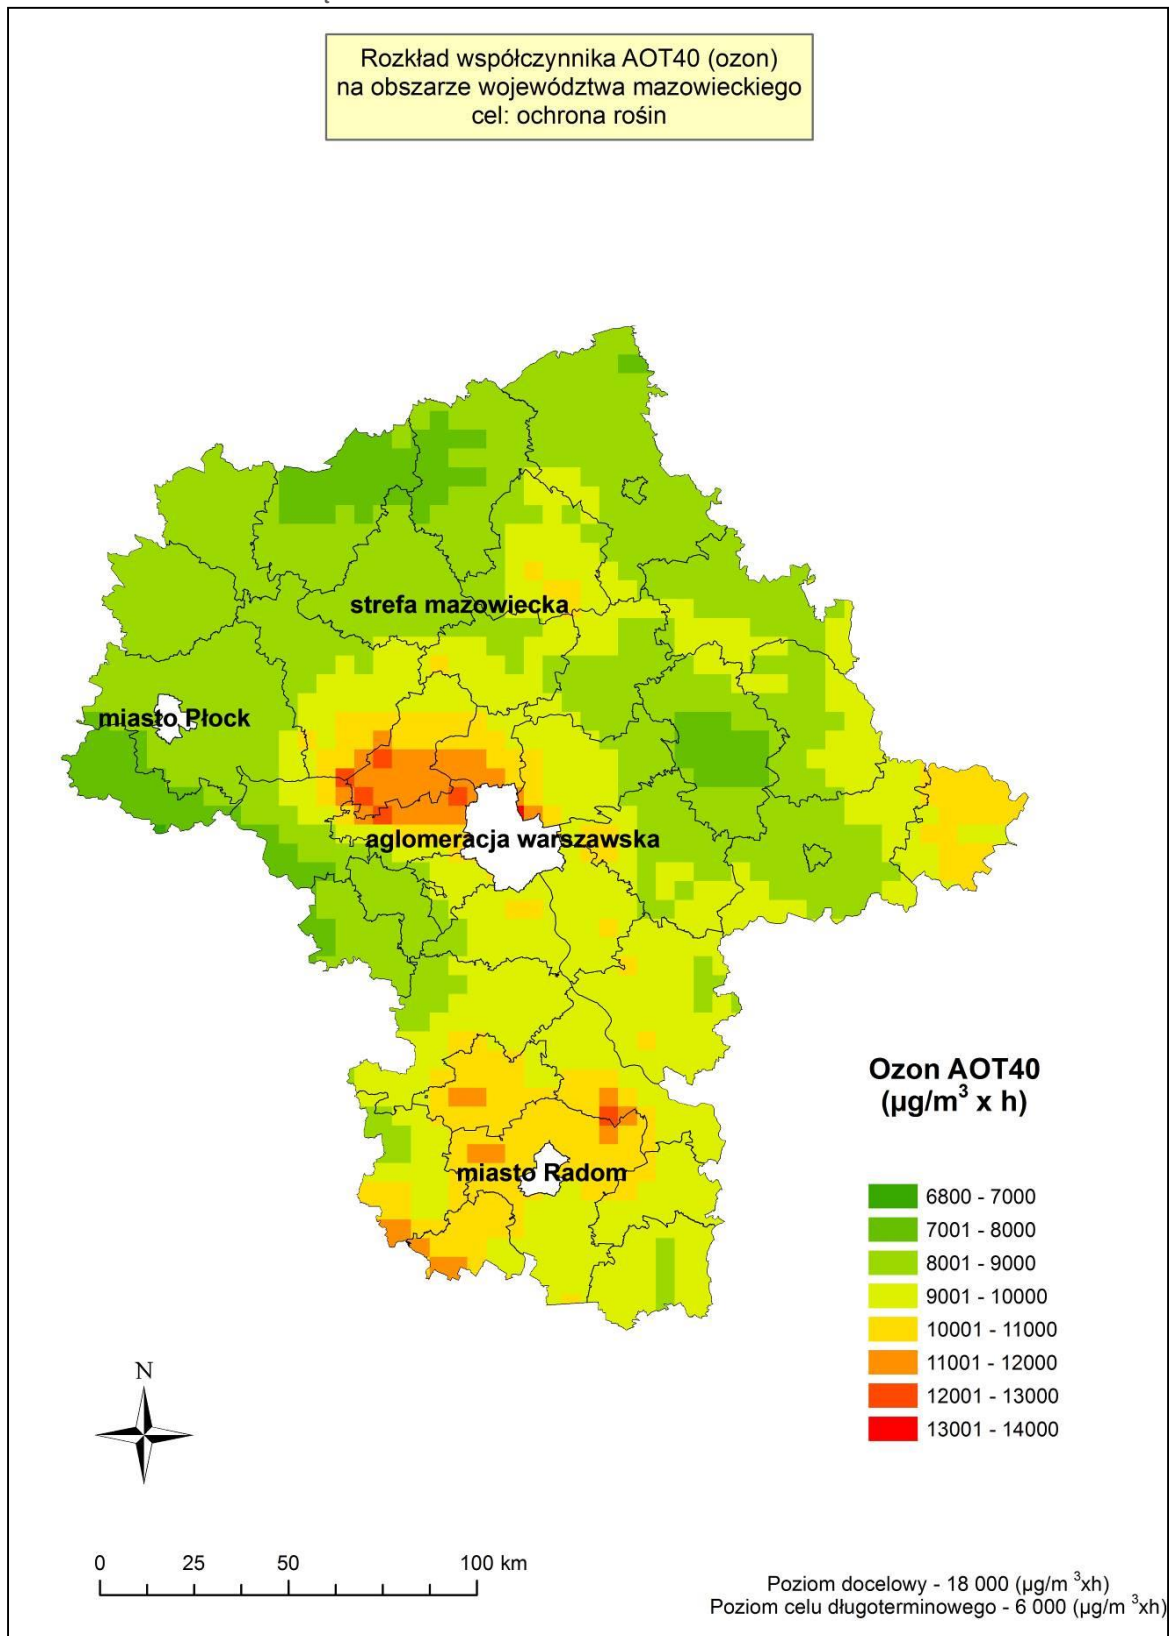 Rozkład współczynnika AOT40 (ozon)
na obszarze województwa mazowieckiego
cel: ochrona rośin
strefa mazowiecka
miasto Płock
aglomeracja warszawska
miasto Radom
Ozon AOT40
(µg/m³ x h)
6800 - 7000
7001 - 8000
8001 - 9000
9001 - 10000
10001 - 11000
11001 - 12000
12001 - 13000
13001 - 14000
N
0 25 50 100 km
Poziom docelowy - 18 000 (µg/m ³xh)
Poziom celu długoterminowego - 6 000 (µg/m ³xh)